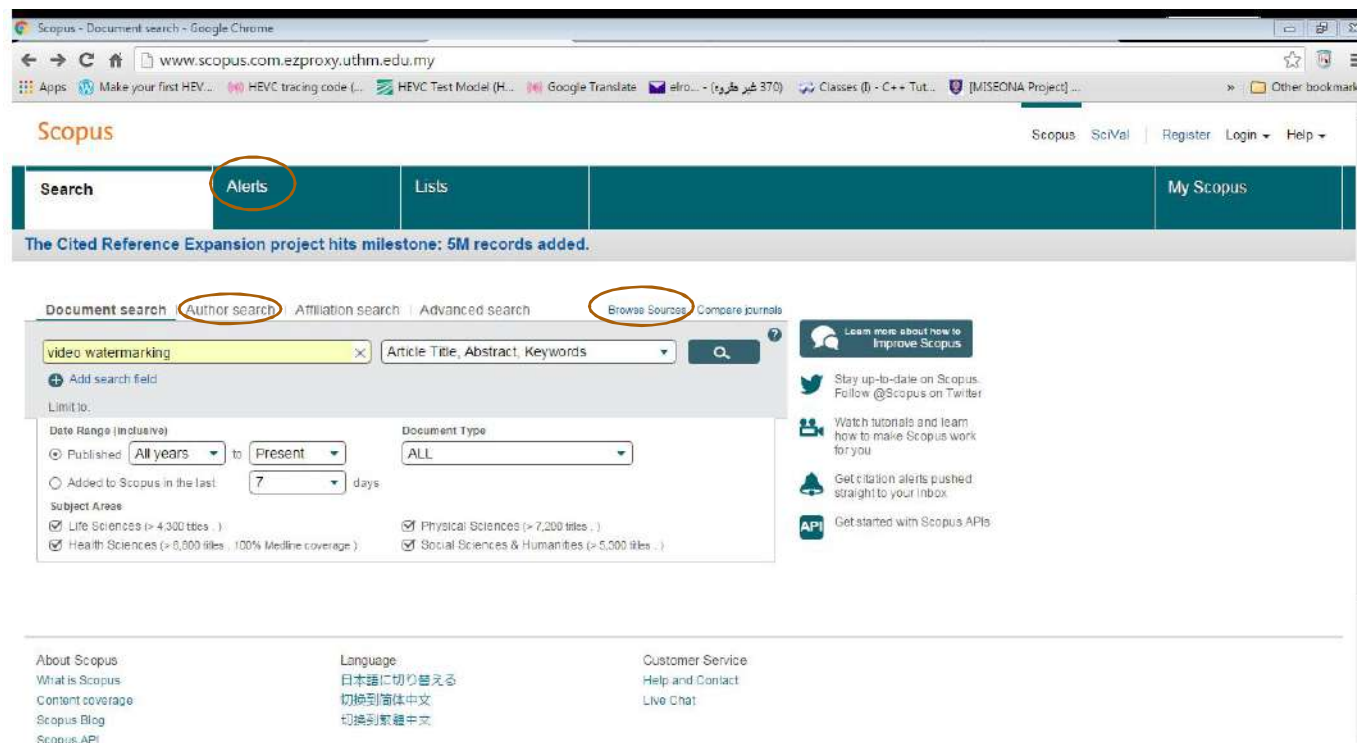 Scopus - Document search - Google Chrome
www.scopus.com.ezproxy.uthm.edu.my
Apps Make your first HEV... HEVC tracing code (... HEVC Test Model (H... Google Translate elro... - (370 غير مقروء) Classes (I) - C++ Tut... [MISEONA Project] ... » Other bookmark
Scopus
Scopus SciVal Register Login Help
Search Alerts Lists My Scopus
The Cited Reference Expansion project hits milestone: 5M records added.
Document search Author search Affiliation search Advanced search Browse Sources Compare journals
video watermarking Article Title, Abstract, Keywords
Add search field
Limit to:
Date Range (inclusive) Document Type
Published All years to Present ALL
Added to Scopus in the last 7 days
Subject Areas
Life Sciences (> 4,300 titles . ) Physical Sciences (> 7,200 titles . )
Health Sciences (> 6,800 titles . 100% Medline coverage ) Social Sciences & Humanities (> 5,300 titles . )
Learn more about how to
Improve Scopus
Stay up-to-date on Scopus.
Follow @Scopus on Twitter
Watch tutorials and learn
how to make Scopus work
for you
Get citation alerts pushed
straight to your inbox
API Get started with Scopus APIs
About Scopus
What is Scopus
Content coverage
Scopus Blog
Scopus API
Language
日本語に切り替える
切换到简体中文
切換到繁體中文
Customer Service
Help and Contact
Live Chat